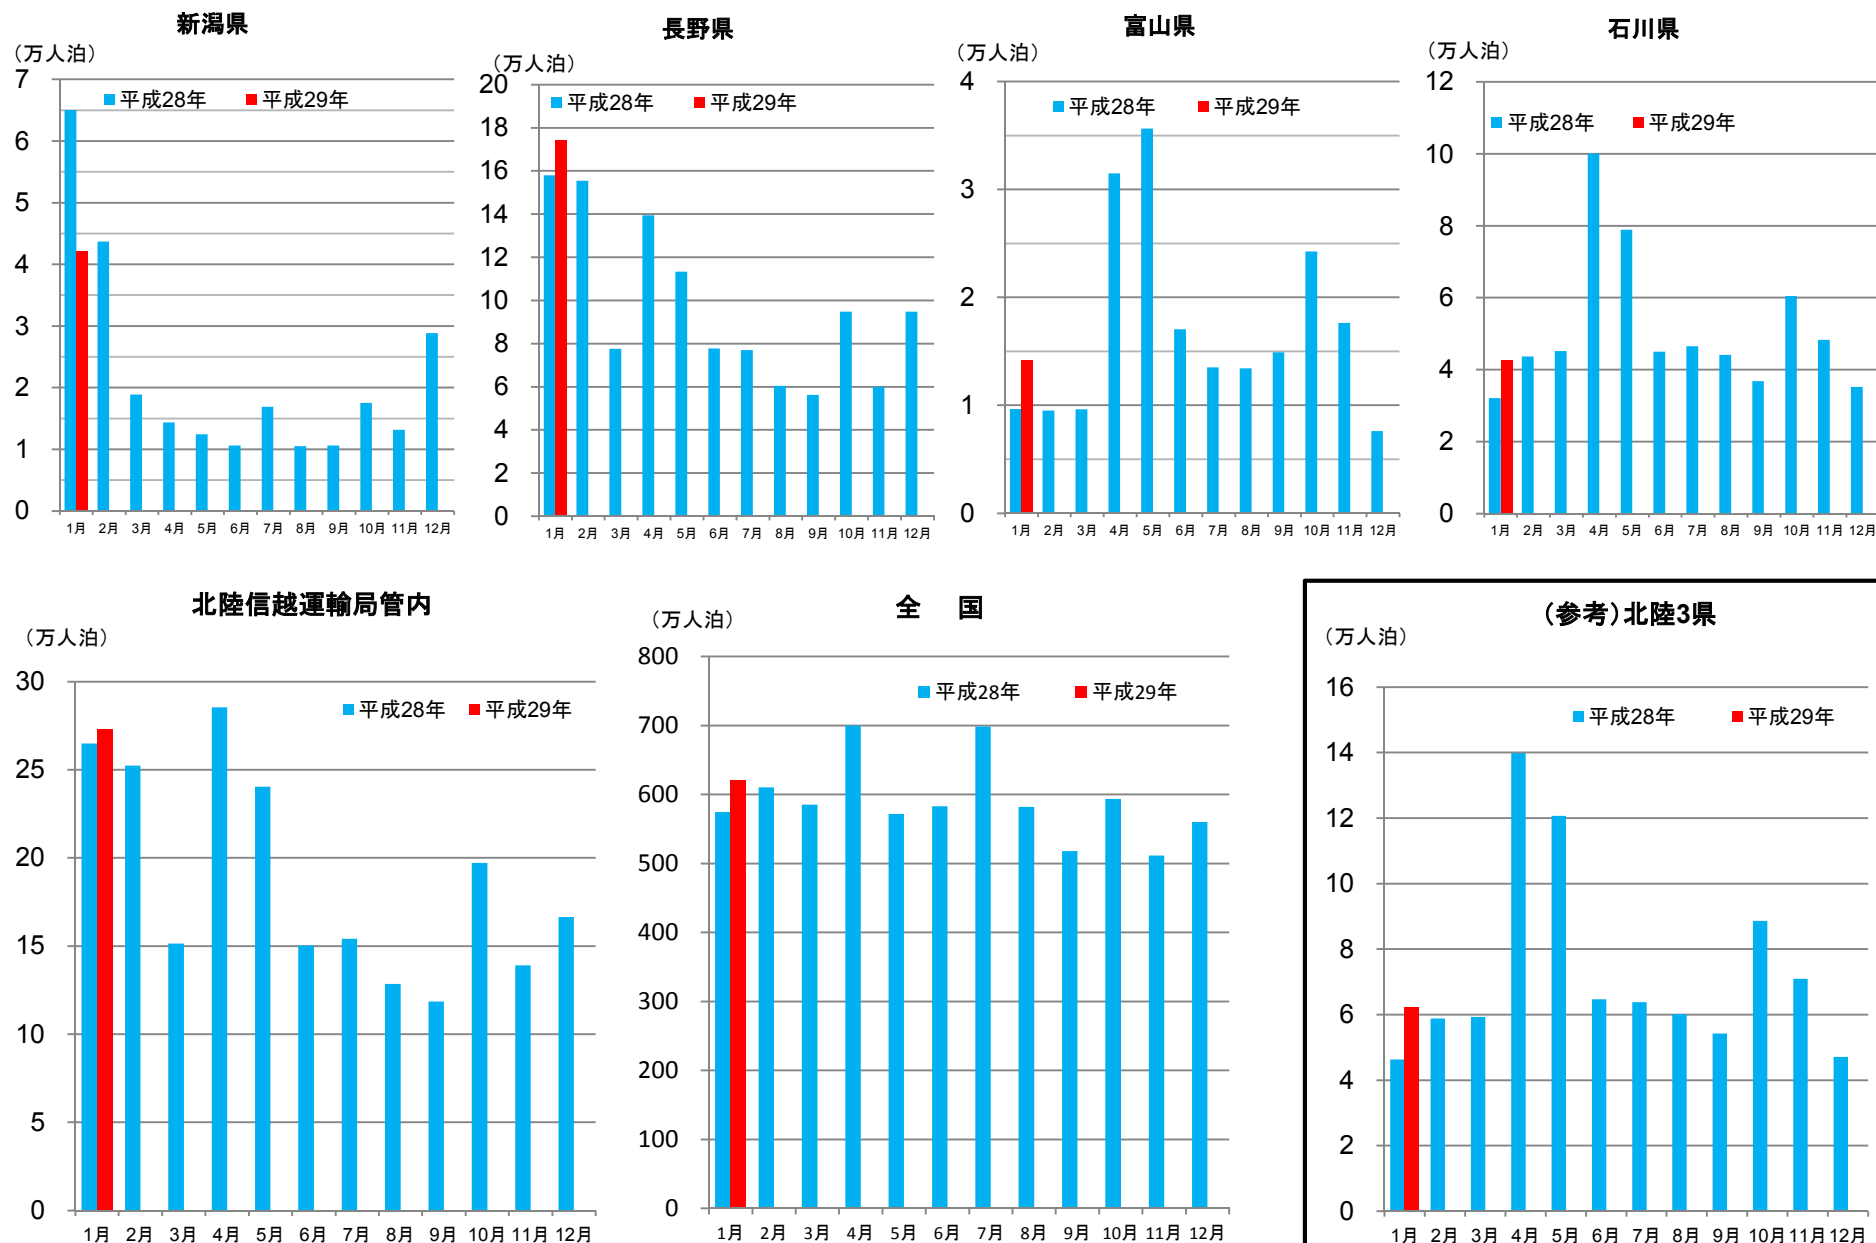 新潟県
(万人泊)
平成28年 平成29年
7
6
5
4
3
2
1
0
1月 2月 3月 4月 5月 6月 7月 8月 9月 10月 11月 12月
長野県
(万人泊)
平成28年 平成29年
20
18
16
14
12
10
8
6
4
2
0
1月 2月 3月 4月 5月 6月 7月 8月 9月 10月 11月 12月
富山県
(万人泊)
平成28年 平成29年
4
3
2
1
0
1月 2月 3月 4月 5月 6月 7月 8月 9月 10月 11月 12月
石川県
(万人泊)
平成28年 平成29年
12
10
8
6
4
2
0
1月 2月 3月 4月 5月 6月 7月 8月 9月 10月 11月 12月
北陸信越運輸局管内
(万人泊)
平成28年 平成29年
30
25
20
15
10
5
0
1月 2月 3月 4月 5月 6月 7月 8月 9月 10月 11月 12月
全 国
(万人泊)
平成28年 平成29年
800
700
600
500
400
300
200
100
0
1月 2月 3月 4月 5月 6月 7月 8月 9月 10月 11月 12月
(参考)北陸3県
(万人泊)
平成28年 平成29年
16
14
12
10
8
6
4
2
0
1月 2月 3月 4月 5月 6月 7月 8月 9月 10月 11月 12月